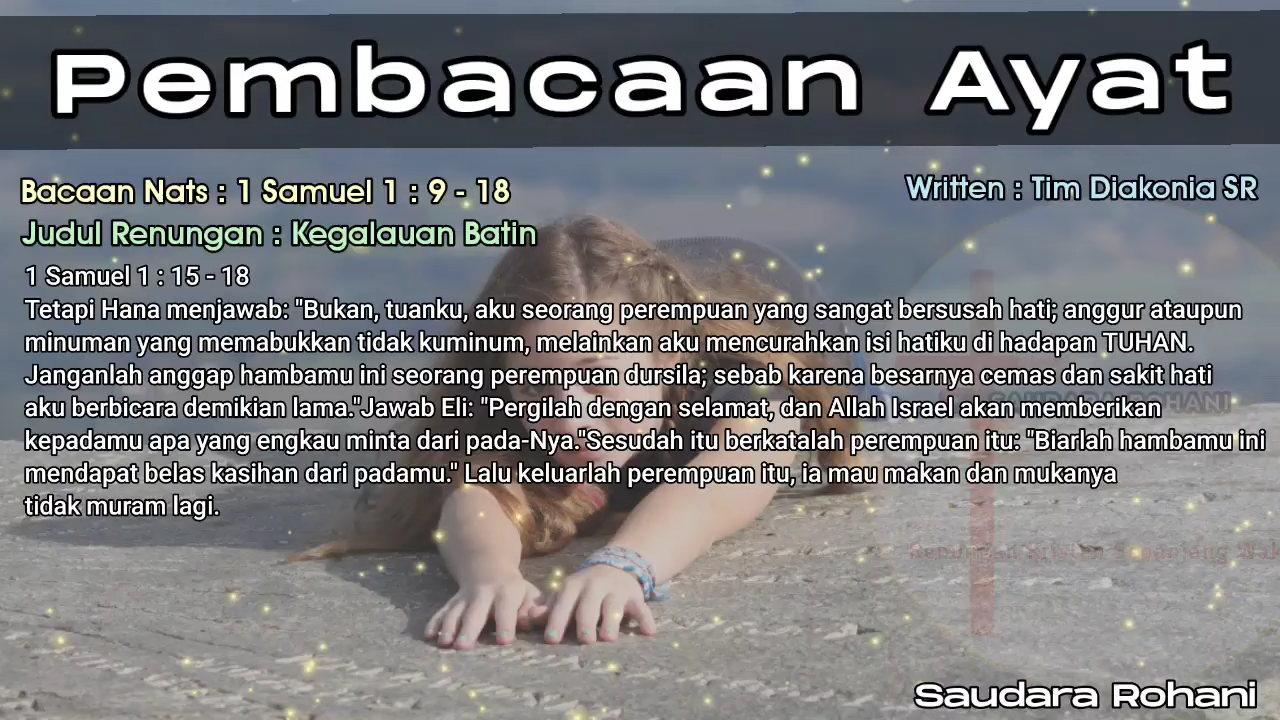 Pembacaan Ayat
Bacaan Nats : 1 Samuel 1 : 9 - 18
Written : Tim Diakonia SR
Judul Renungan : Kegalauan Batin
1 Samuel 1 : 15 - 18
Tetapi Hana menjawab: "Bukan, tuanku, aku seorang perempuan yang sangat bersusah hati; anggur ataupun
minuman yang memabukkan tidak kuminum, melainkan aku mencurahkan isi hatiku di hadapan TUHAN.
Janganlah anggap hambamu ini seorang perempuan dursila; sebab karena besarnya cemas dan sakit hati
aku berbicara demikian lama."Jawab Eli: "Pergilah dengan selamat, dan Allah Israel akan memberikan
kepadamu apa yang engkau minta dari pada-Nya."Sesudah itu berkatalah perempuan itu: "Biarlah hambamu ini
mendapat belas kasihan dari padamu." Lalu keluarlah perempuan itu, ia mau makan dan mukanya
tidak muram lagi.
SAUDARA ROHANI
Renungan Kristen Sepanjang
Saudara Rohani